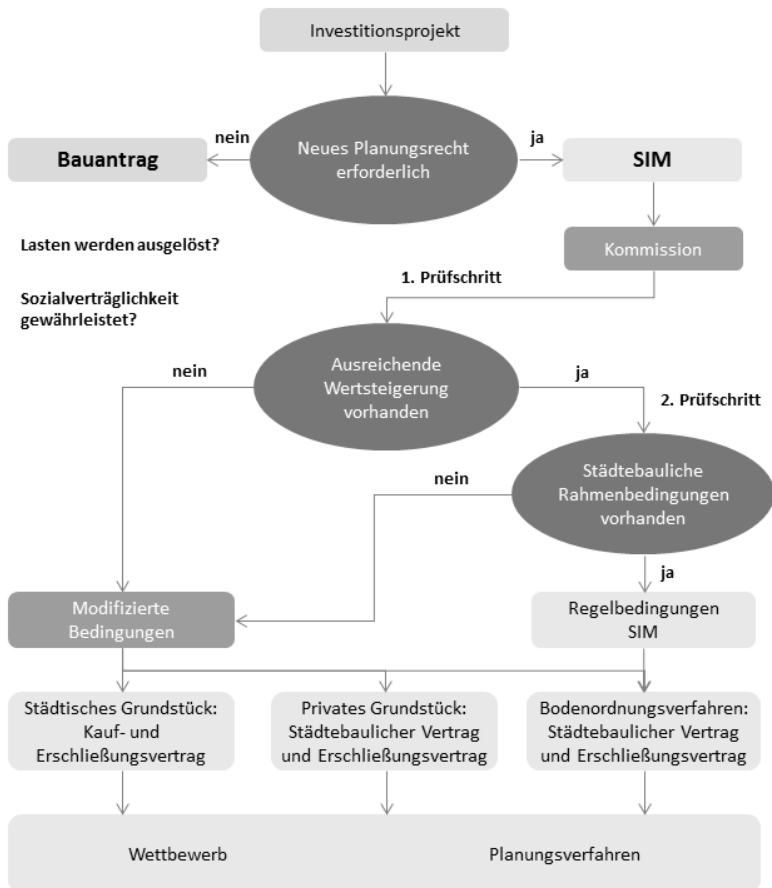 Investitionsprojekt
nein
Neues Planungsrecht
erforderlich
ja
Bauantrag
SIM
Lasten werden ausgelöst?
Kommission
1. Prüfschritt
Sozialverträglichkeit
gewährleistet?
nein
Ausreichende
Wertsteigerung
vorhanden
ja
2. Prüfschritt
nein
Städtebauliche
Rahmenbedingungen
vorhanden
ja
Modifizierte
Bedingungen
Regelbedingungen
SIM
Städtisches Grundstück:
Kauf- und
Erschließungsvertrag
Privates Grundstück:
Städtebaulicher Vertrag
und Erschließungsvertrag
Bodenordnungsverfahren:
Städtebaulicher Vertrag
und Erschließungsvertrag
Wettbewerb
Planungsverfahren